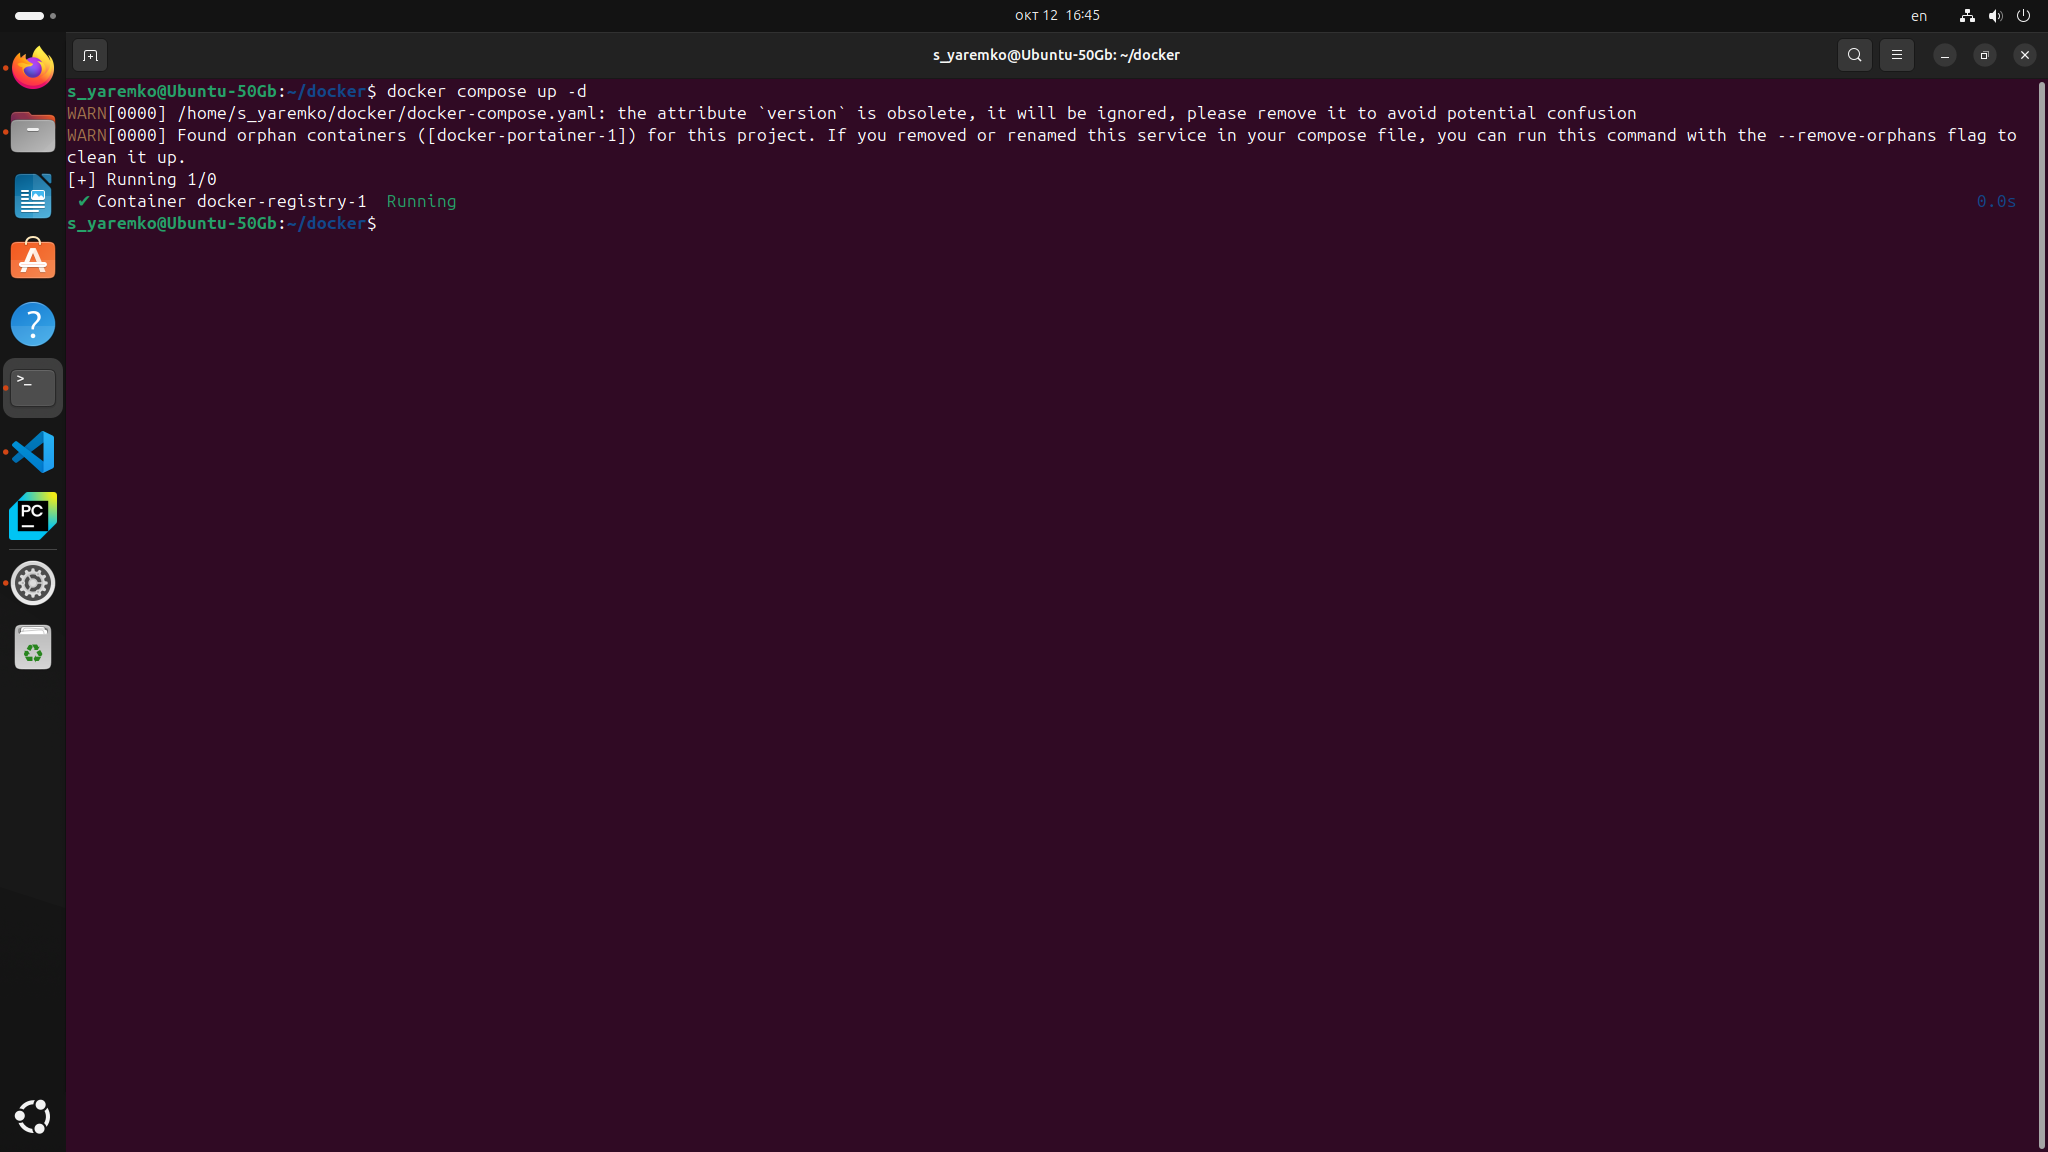 окт 12 16:45
en
s_yaremko@Ubuntu-50Gb: ~/docker
s_yaremko@Ubuntu-50Gb:~/docker$ docker compose up -d
WARN[0000] /home/s_yaremko/docker/docker-compose.yaml: the attribute `version` is obsolete, it will be ignored, please remove it to avoid potential confusion
WARN[0000] Found orphan containers ([docker-portainer-1]) for this project. If you removed or renamed this service in your compose file, you can run this command with the --remove-orphans flag to
clean it up.
[+] Running 1/0
✔ Container docker-registry-1  Running 0.0s
s_yaremko@Ubuntu-50Gb:~/docker$
>_
PC